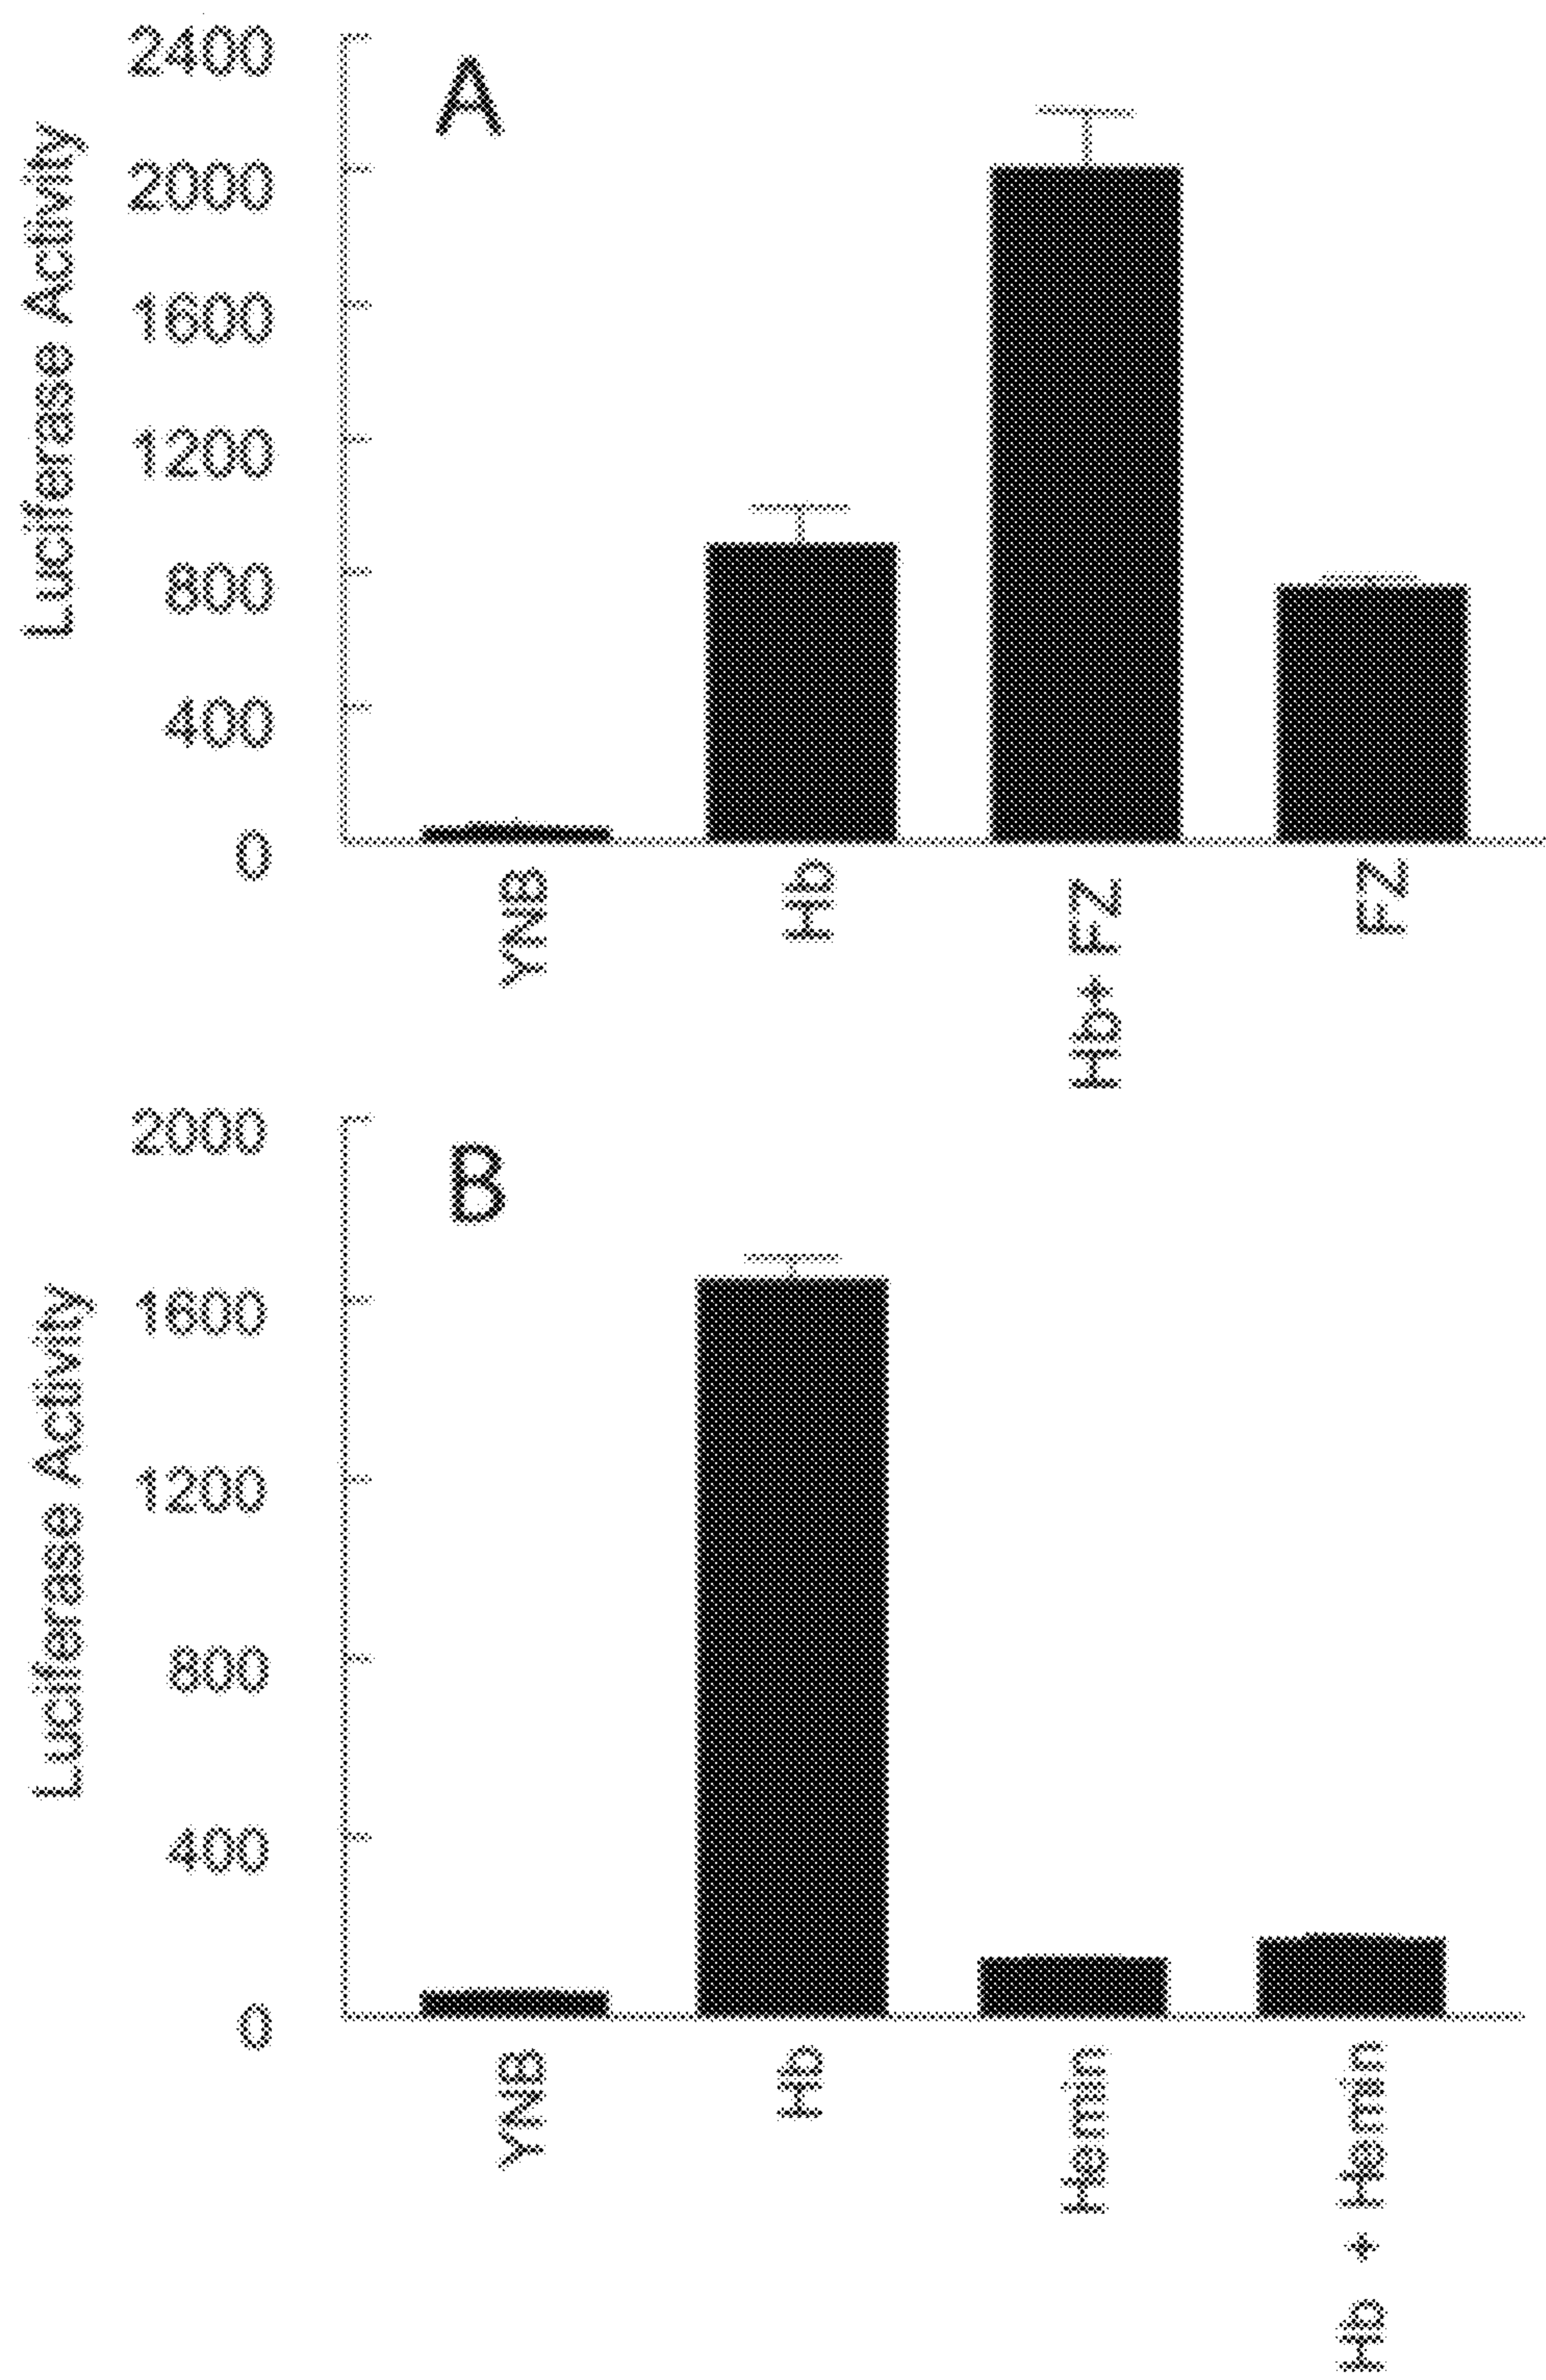 A
Luciferase Activity
2400
2000
1600
1200
800
400
0
YNB
Hb
Hb+ FZ
FZ
B
Luciferase Activity
2000
1600
1200
800
400
0
YNB
Hb
Hemin
Hb + Hemin